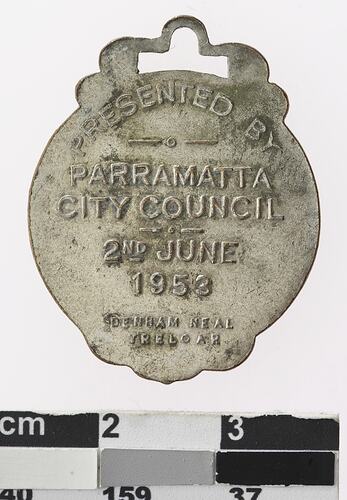 PRESENTED BY
PARRAMATTA
CITY COUNCIL
2ND JUNE
1953
DENHAM NEAL
TRELOAR
cm 2 3
40 159 37